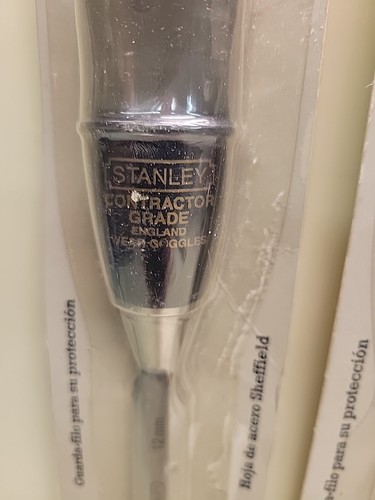 STANLEY
CONTRACTOR
GRADE
ENGLAND
WEAR GOGGLES
12mm
Guarda-filo para su protección
Hoja de acero Sheffield
a-filo para su protección